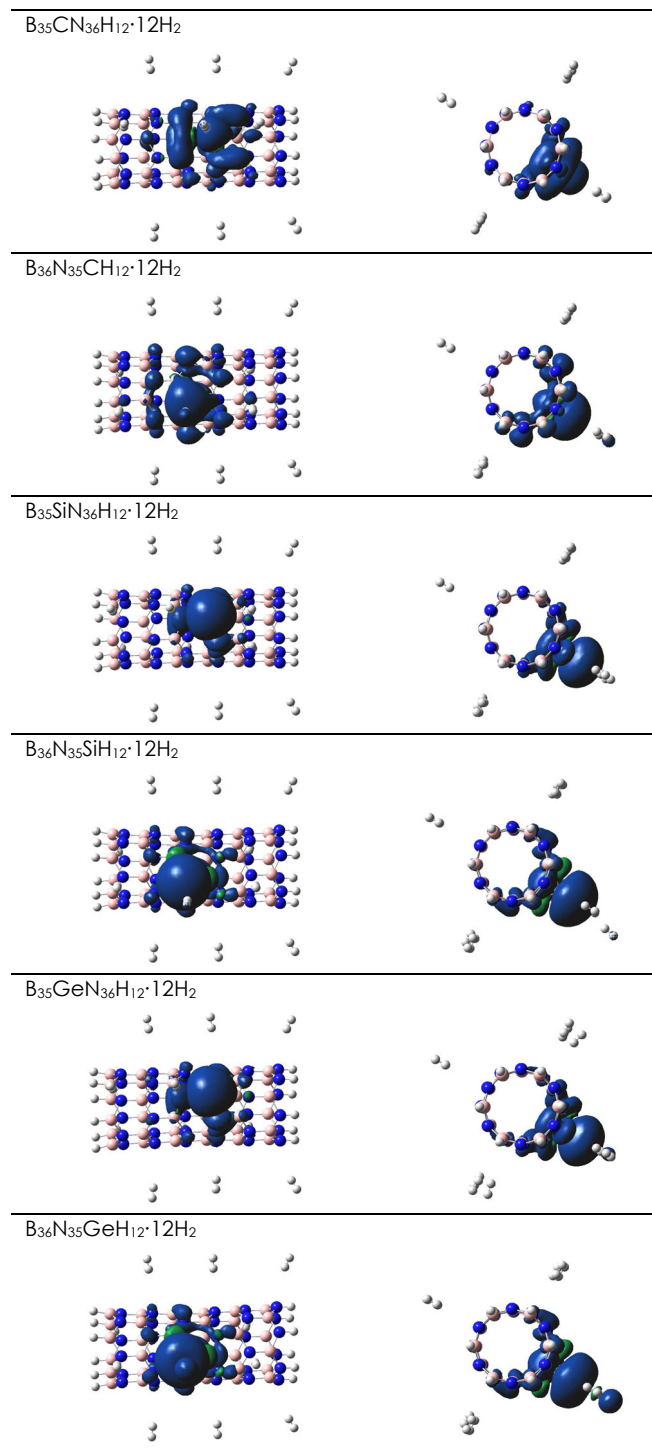 B₃₅CN₃₆H₁₂·12H₂
B₃₆N₃₅CH₁₂·12H₂
B₃₅SiN₃₆H₁₂·12H₂
B₃₆N₃₅SiH₁₂·12H₂
B₃₅GeN₃₆H₁₂·12H₂
B₃₆N₃₅GeH₁₂·12H₂